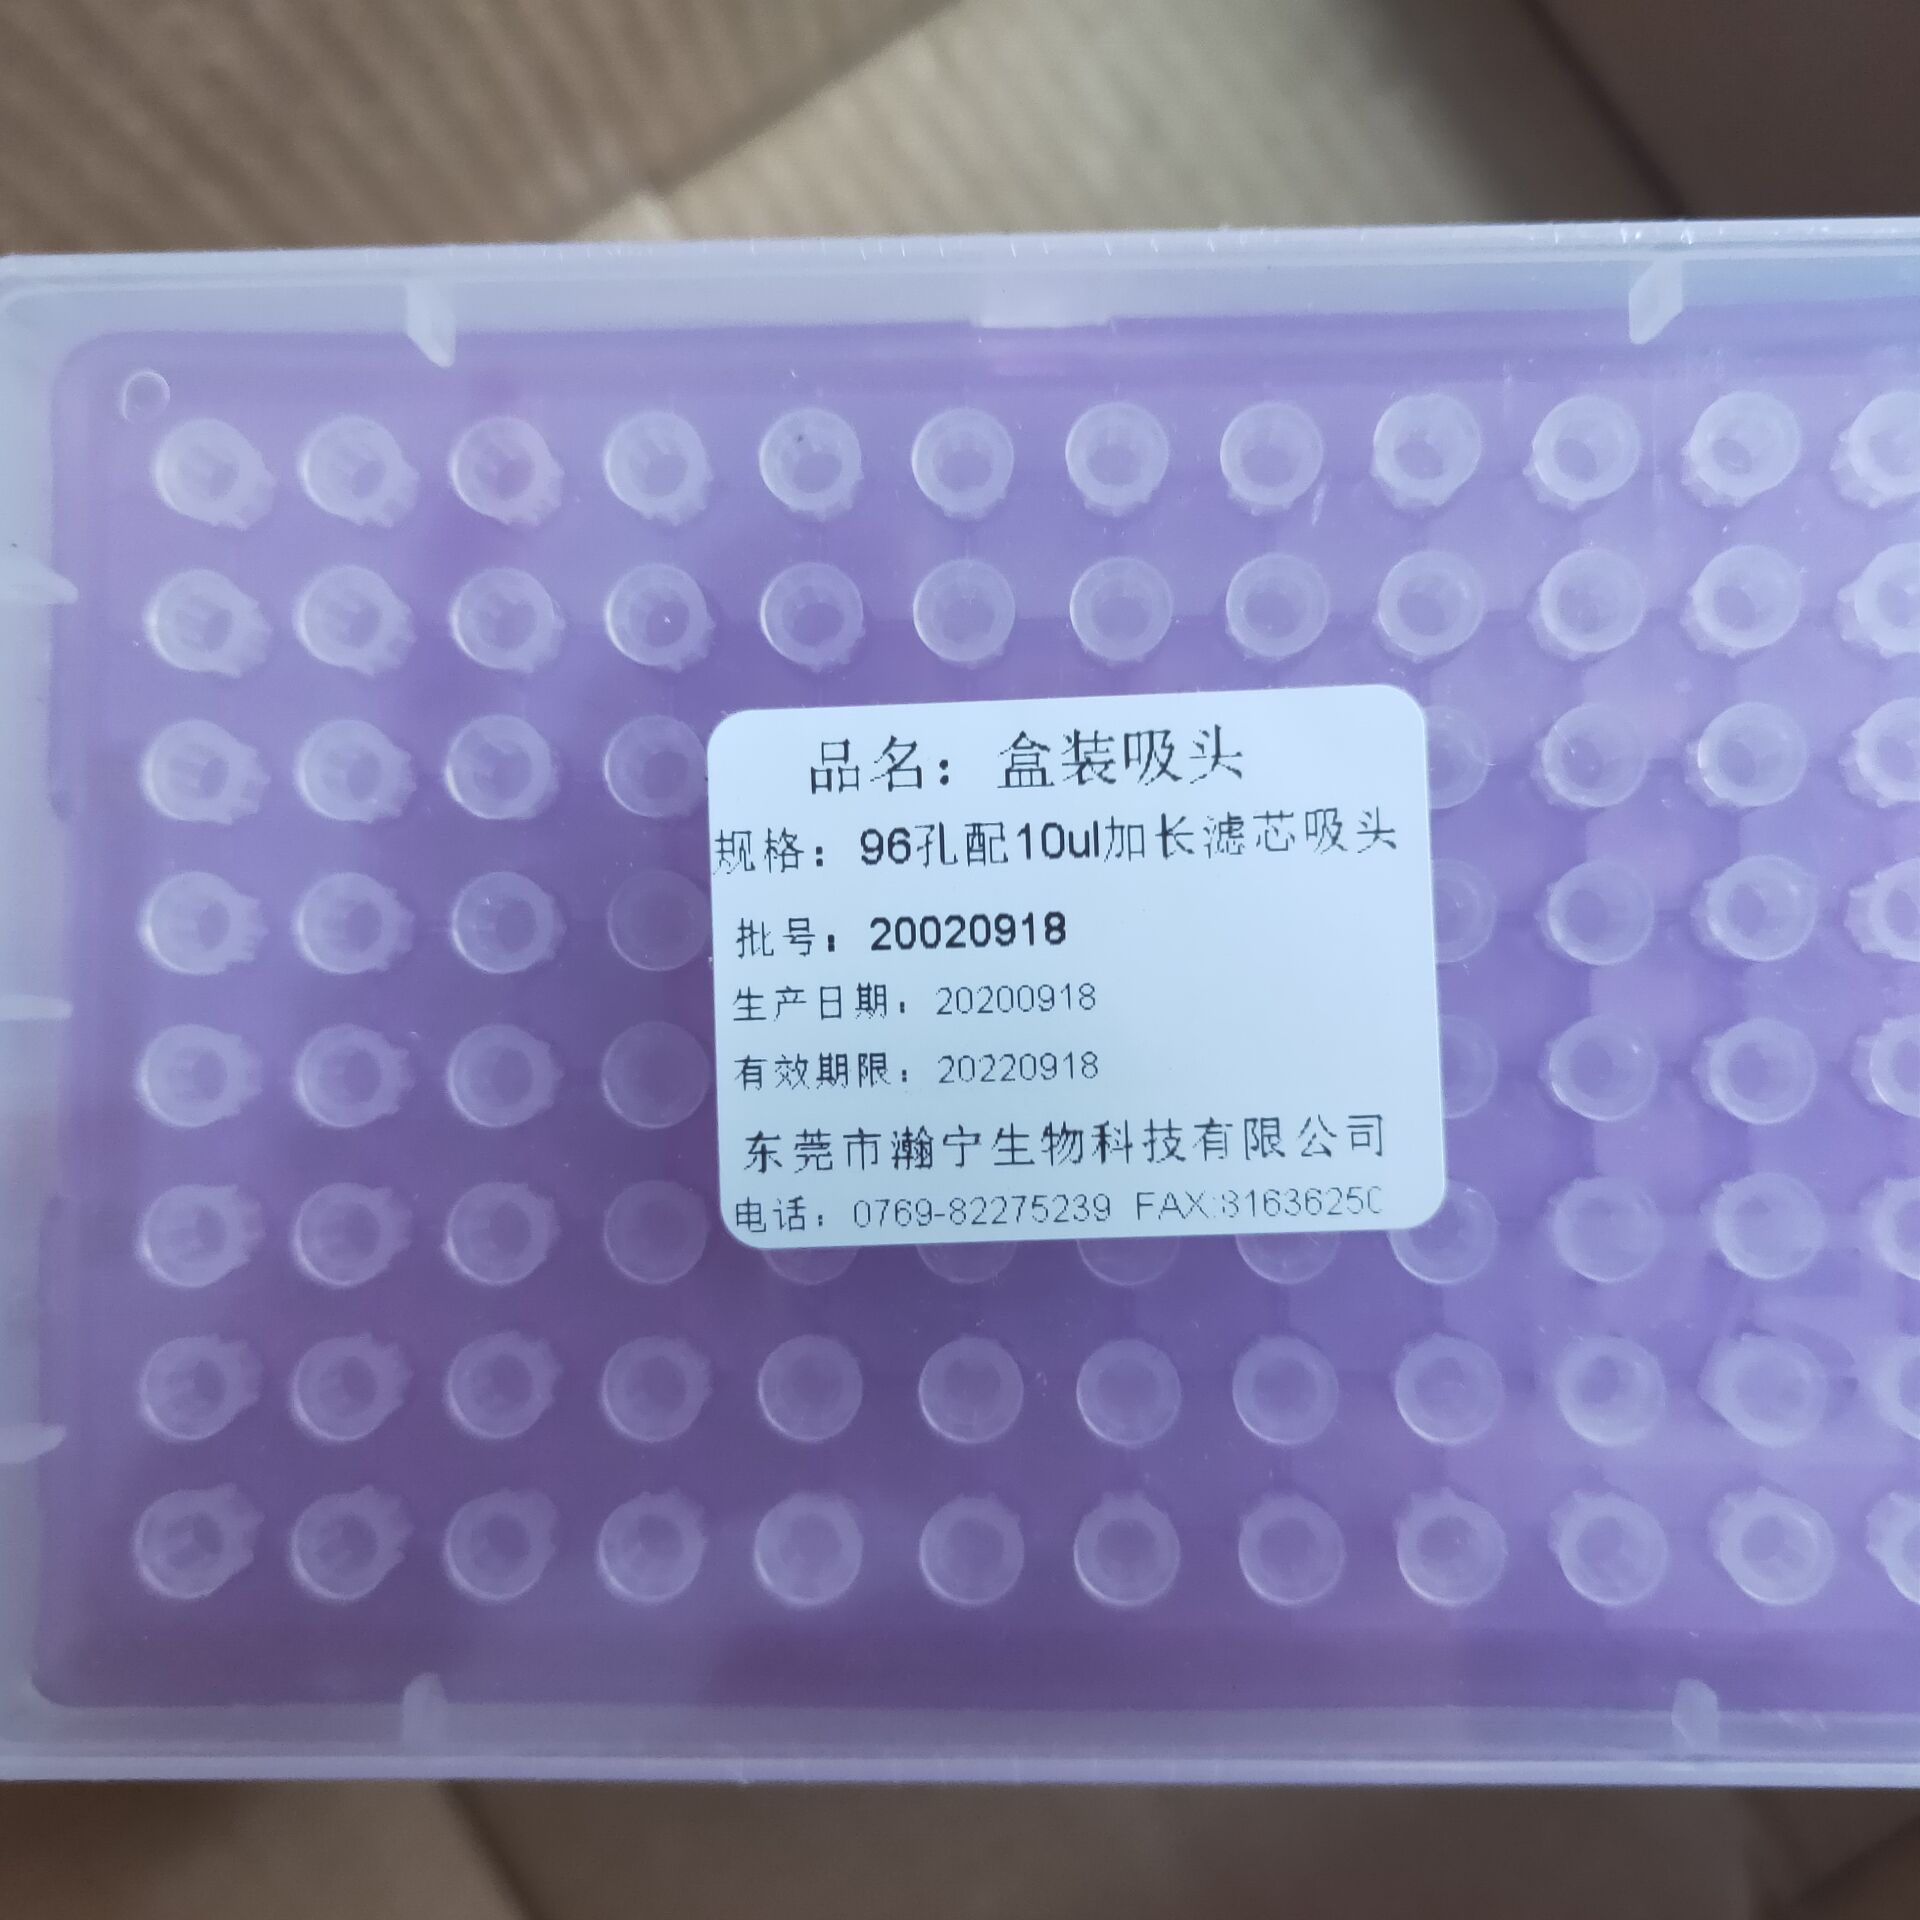 品名：盒装吸头
规格：96孔配10ul加长滤芯吸头
批号：20020918
生产日期：20200918
有效期限：20220918
东莞市瀚宁生物科技有限公司
电话：0769-82275239 FAX:81636250